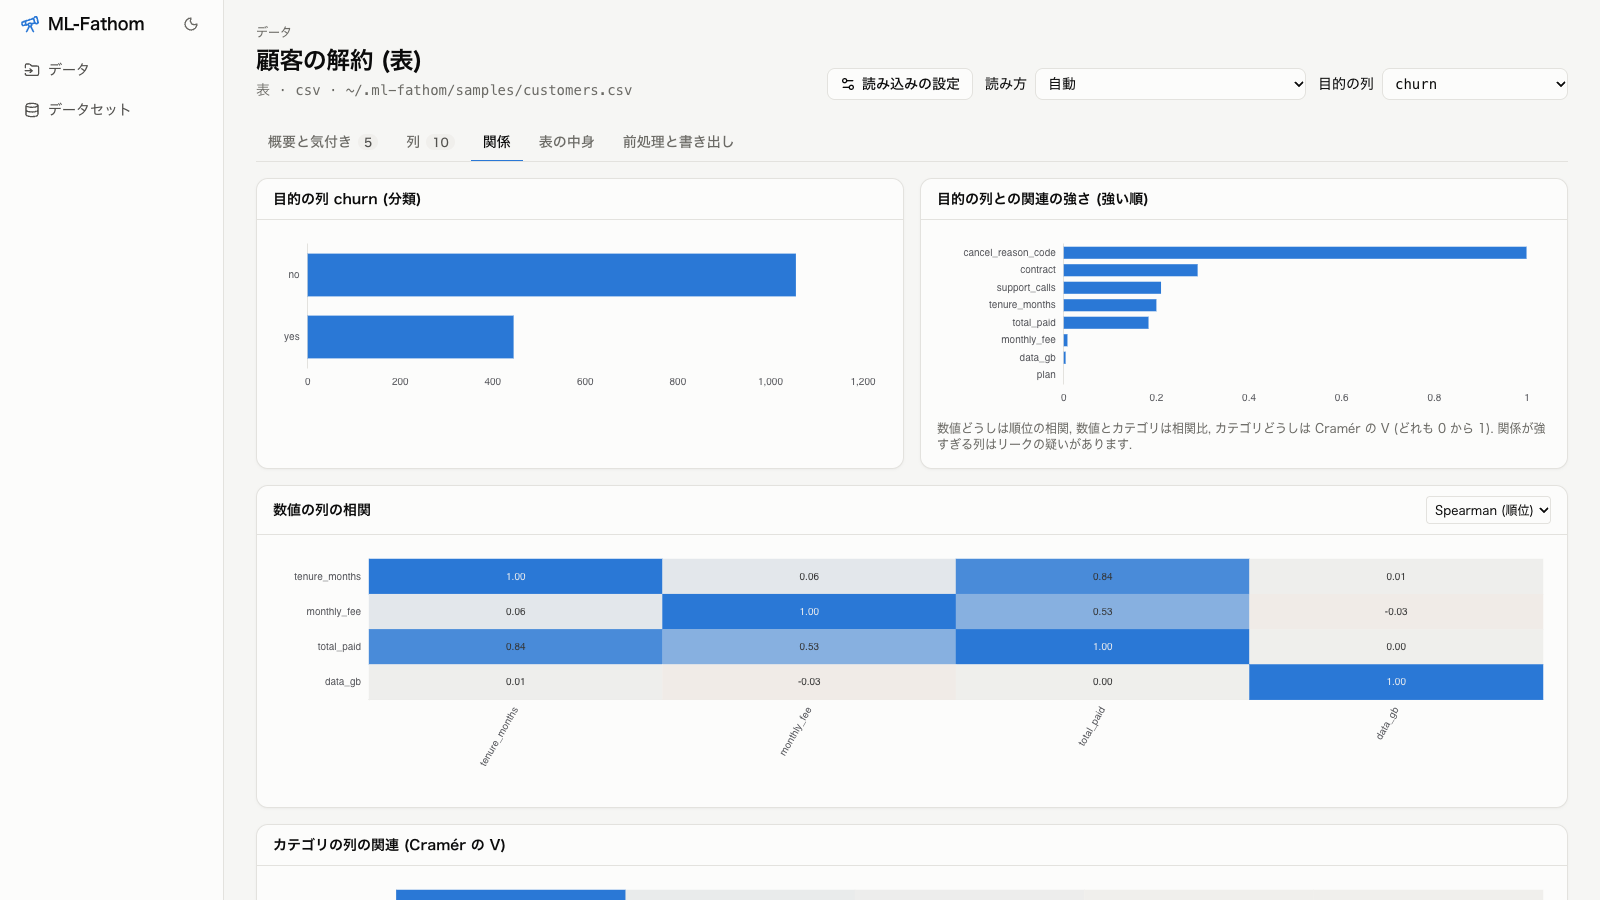 ML-Fathom
データ
データセット
データ
顧客の解約 (表)
表 · csv · ~/.ml-fathom/samples/customers.csv
読み込みの設定
読み方
自動
目的の列
churn
概要と気付き 5
列 10
関係
表の中身
前処理と書き出し
目的の列 churn (分類)
no
yes
0 200 400 600 800 1,000 1,200
目的の列との関連の強さ (強い順)
cancel_reason_code
contract
support_calls
tenure_months
total_paid
monthly_fee
data_gb
plan
0 0.2 0.4 0.6 0.8 1
数値どうしは順位の相関, 数値とカテゴリは相関比, カテゴリどうしは Cramér の V (どれも 0 から 1). 関係が強
すぎる列はリークの疑いがあります.
数値の列の相関
Spearman (順位)
tenure_months 1.00 0.06 0.84 0.01
monthly_fee 0.06 1.00 0.53 -0.03
total_paid 0.84 0.53 1.00 0.00
data_gb 0.01 -0.03 0.00 1.00
tenure_months monthly_fee total_paid data_gb
カテゴリの列の関連 (Cramér の V)